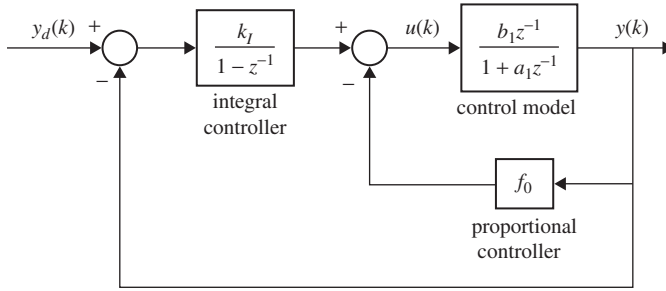 y_d(k) + − k_I / (1 − z^{-1}) + − u(k) b_1z^{-1} / (1 + a_1z^{-1}) y(k)
integral
controller
control model
f_0
proportional
controller